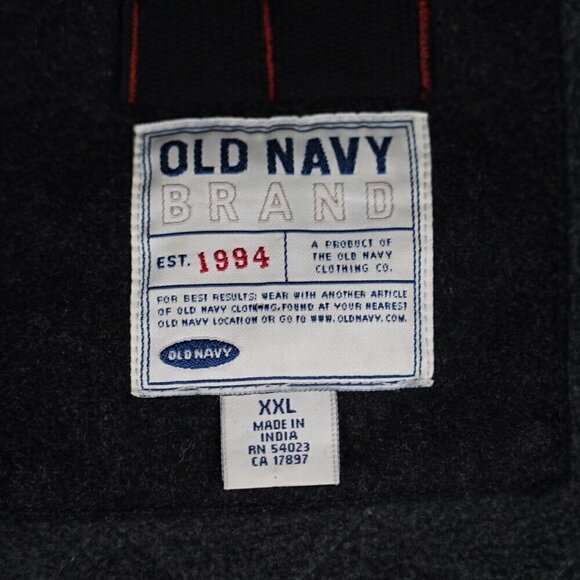 OLD NAVY
BRAND
EST. 1994
A PRODUCT OF
THE OLD NAVY
CLOTHING CO.
FOR BEST RESULTS: WEAR WITH ANOTHER ARTICLE
OF OLD NAVY CLOTHING, FOUND AT YOUR NEAREST
OLD NAVY LOCATION OR GO TO WWW.OLDNAVY.COM.
OLD NAVY
XXL
MADE IN
INDIA
RN 54023
CA 17897